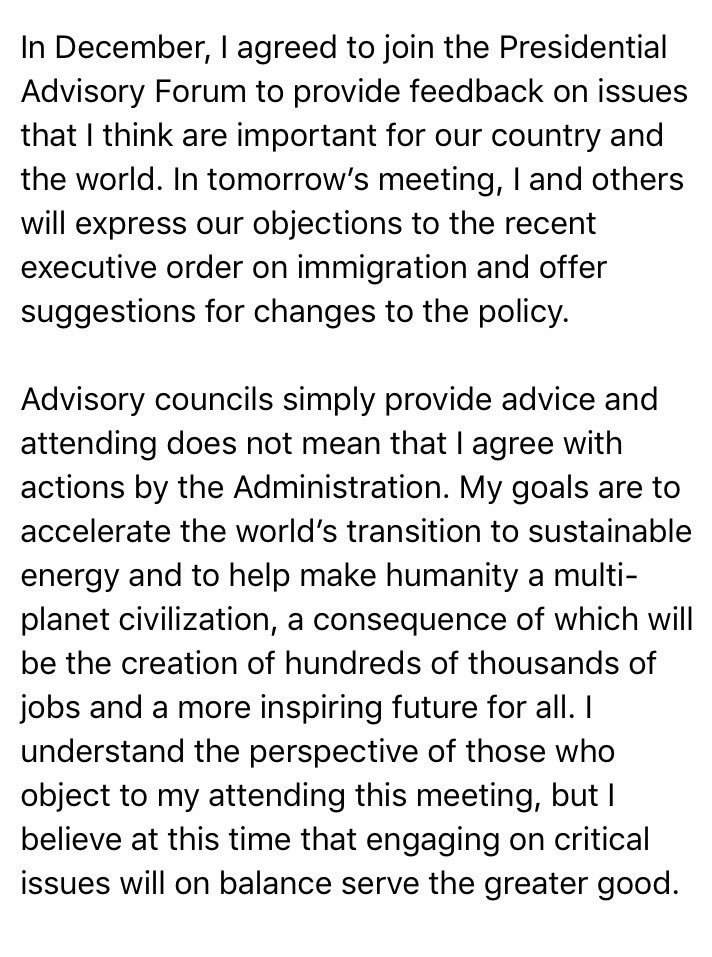 In December, I agreed to join the Presidential
Advisory Forum to provide feedback on issues
that I think are important for our country and
the world. In tomorrow’s meeting, I and others
will express our objections to the recent
executive order on immigration and offer
suggestions for changes to the policy.
Advisory councils simply provide advice and
attending does not mean that I agree with
actions by the Administration. My goals are to
accelerate the world’s transition to sustainable
energy and to help make humanity a multi-
planet civilization, a consequence of which will
be the creation of hundreds of thousands of
jobs and a more inspiring future for all. I
understand the perspective of those who
object to my attending this meeting, but I
believe at this time that engaging on critical
issues will on balance serve the greater good.